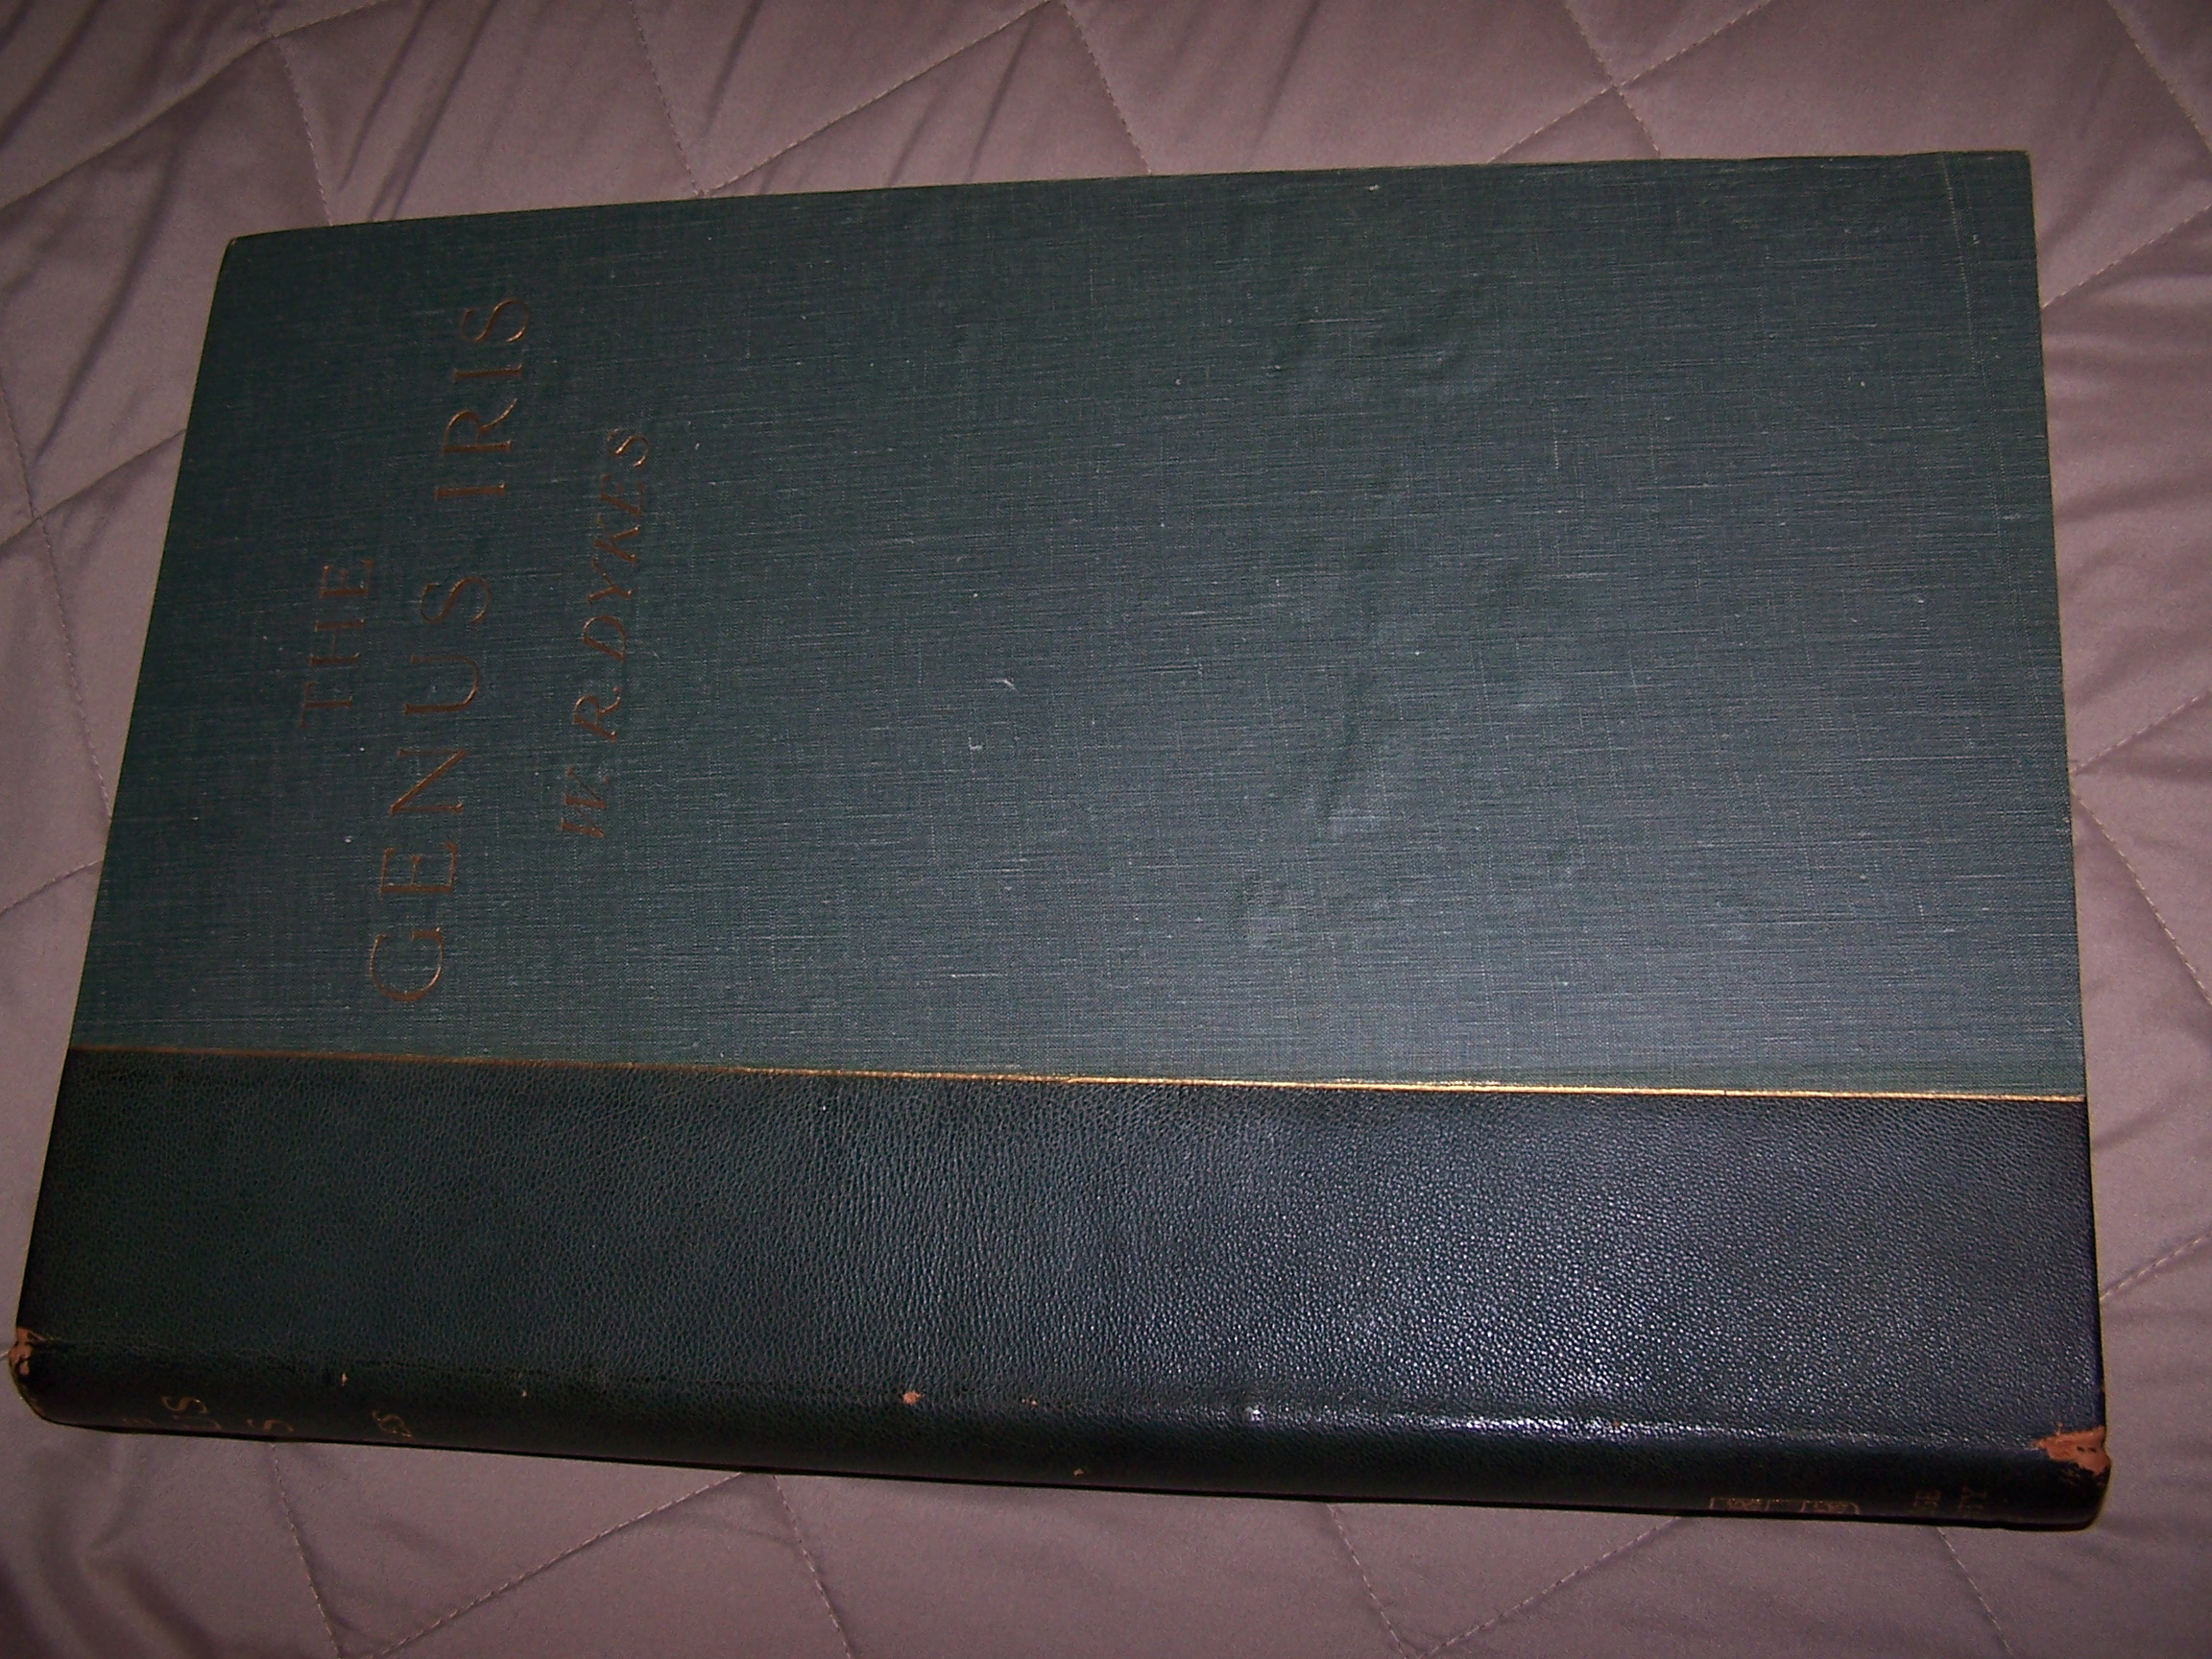 THE
GENUS IRIS
W. R. DYKES